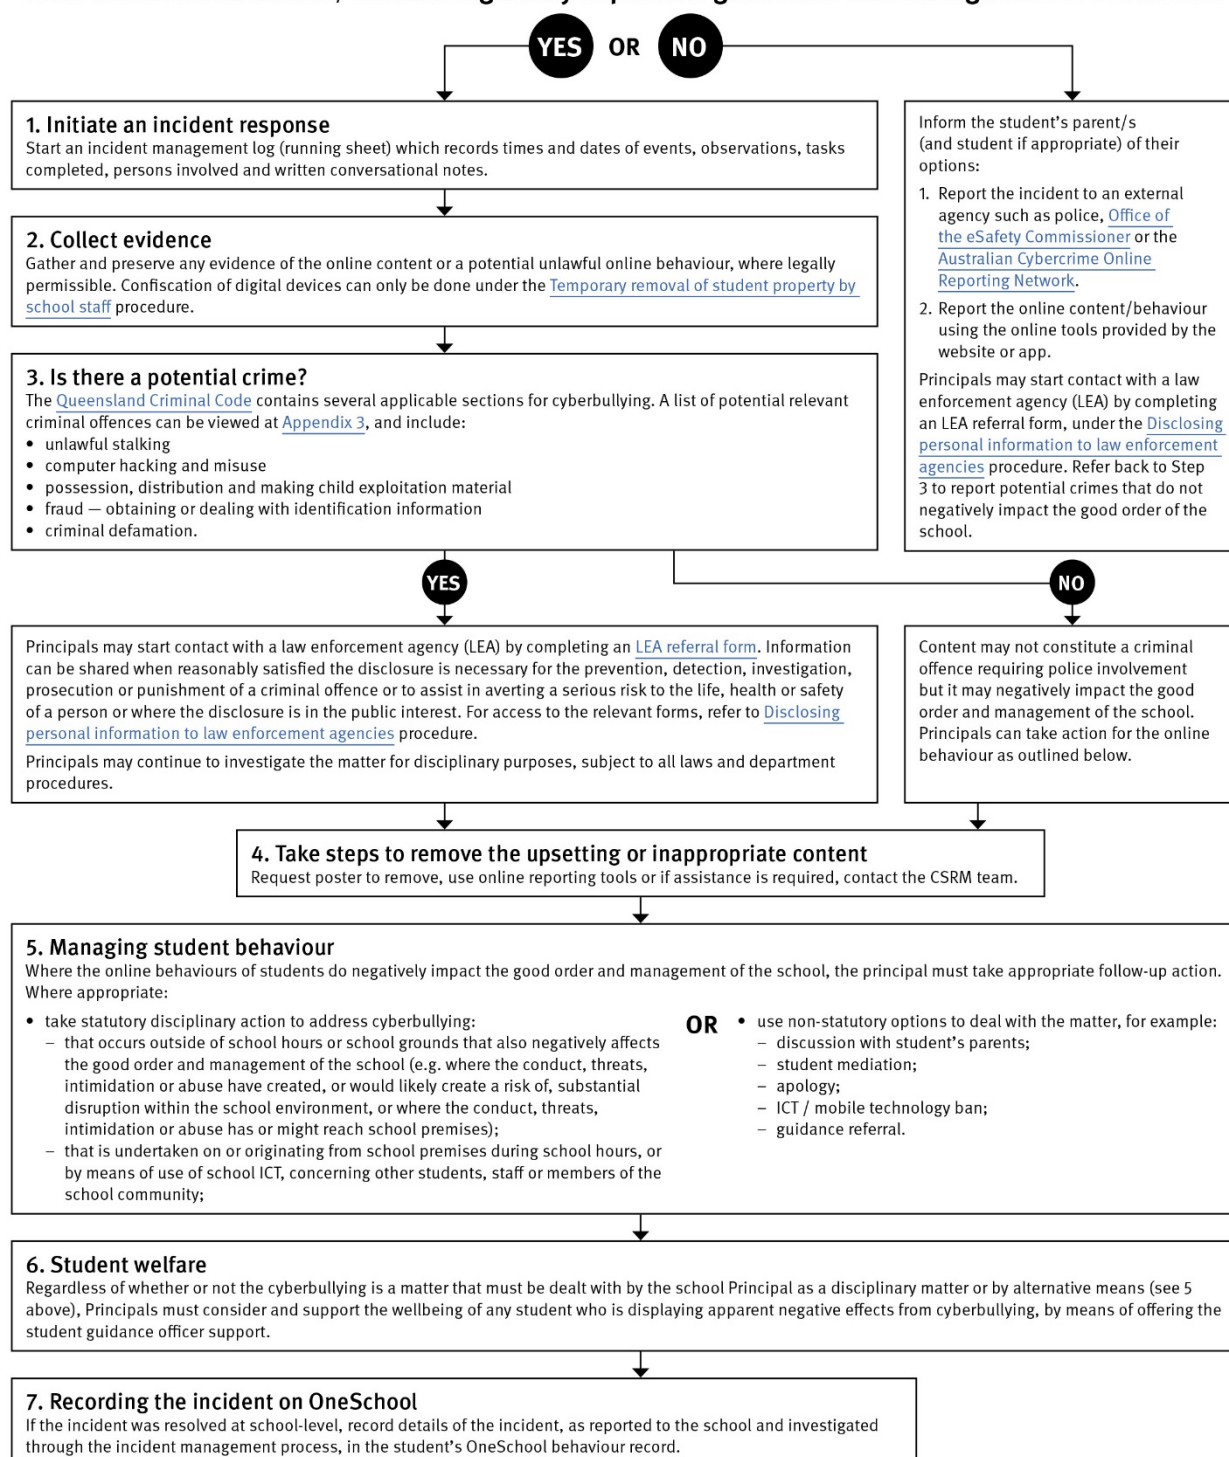 YES OR NO
1. Initiate an incident response
Start an incident management log (running sheet) which records times and dates of events, observations, tasks
completed, persons involved and written conversational notes.
2. Collect evidence
Gather and preserve any evidence of the online content or a potential unlawful online behaviour, where legally
permissible. Confiscation of digital devices can only be done under the Temporary removal of student property by
school staff procedure.
3. Is there a potential crime?
The Queensland Criminal Code contains several applicable sections for cyberbullying. A list of potential relevant
criminal offences can be viewed at Appendix 3, and include:
• unlawful stalking
• computer hacking and misuse
• possession, distribution and making child exploitation material
• fraud — obtaining or dealing with identification information
• criminal defamation.
Inform the student's parent/s
(and student if appropriate) of their
options:
1. Report the incident to an external
agency such as police, Office of
the eSafety Commissioner or the
Australian Cybercrime Online
Reporting Network.
2. Report the online content/behaviour
using the online tools provided by the
website or app.
Principals may start contact with a law
enforcement agency (LEA) by completing
an LEA referral form, under the Disclosing
personal information to law enforcement
agencies procedure. Refer back to Step
3 to report potential crimes that do not
negatively impact the good order of the
school.
YES
NO
Principals may start contact with a law enforcement agency (LEA) by completing an LEA referral form. Information
can be shared when reasonably satisfied the disclosure is necessary for the prevention, detection, investigation,
prosecution or punishment of a criminal offence or to assist in averting a serious risk to the life, health or safety
of a person or where the disclosure is in the public interest. For access to the relevant forms, refer to Disclosing
personal information to law enforcement agencies procedure.
Principals may continue to investigate the matter for disciplinary purposes, subject to all laws and department
procedures.
Content may not constitute a criminal
offence requiring police involvement
but it may negatively impact the good
order and management of the school.
Principals can take action for the online
behaviour as outlined below.
4. Take steps to remove the upsetting or inappropriate content
Request poster to remove, use online reporting tools or if assistance is required, contact the CSRM team.
5. Managing student behaviour
Where the online behaviours of students do negatively impact the good order and management of the school, the principal must take appropriate follow-up action.
Where appropriate:
• take statutory disciplinary action to address cyberbullying:
– that occurs outside of school hours or school grounds that also negatively affects
the good order and management of the school (e.g. where the conduct, threats,
intimidation or abuse have created, or would likely create a risk of, substantial
disruption within the school environment, or where the conduct, threats,
intimidation or abuse has or might reach school premises);
– that is undertaken on or originating from school premises during school hours, or
by means of use of school ICT, concerning other students, staff or members of the
school community;
OR
• use non-statutory options to deal with the matter, for example:
– discussion with student's parents;
– student mediation;
– apology;
– ICT / mobile technology ban;
– guidance referral.
6. Student welfare
Regardless of whether or not the cyberbullying is a matter that must be dealt with by the school Principal as a disciplinary matter or by alternative means (see 5
above), Principals must consider and support the wellbeing of any student who is displaying apparent negative effects from cyberbullying, by means of offering the
student guidance officer support.
7. Recording the incident on OneSchool
If the incident was resolved at school-level, record details of the incident, as reported to the school and investigated
through the incident management process, in the student's OneSchool behaviour record.